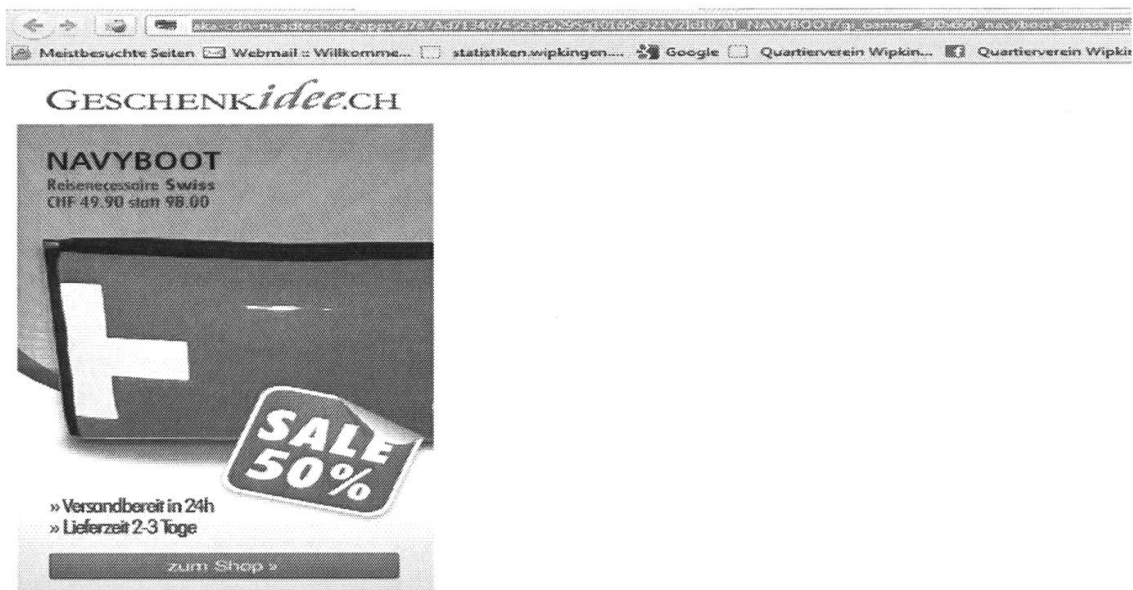 Meistbesuchte Seiten Webmail :: Willkomme... statistiken.wipkingen.... Google Quartierverein Wipkin... Quartierverein Wipkin
GESCHENKidee.CH
NAVYBOOT
Reisenecessaire Swiss
CHF 49.90 statt 98.00
SALE
50%
» Versandbereit in 24h
» Lieferzeit 2-3 Tage
zum Shop »